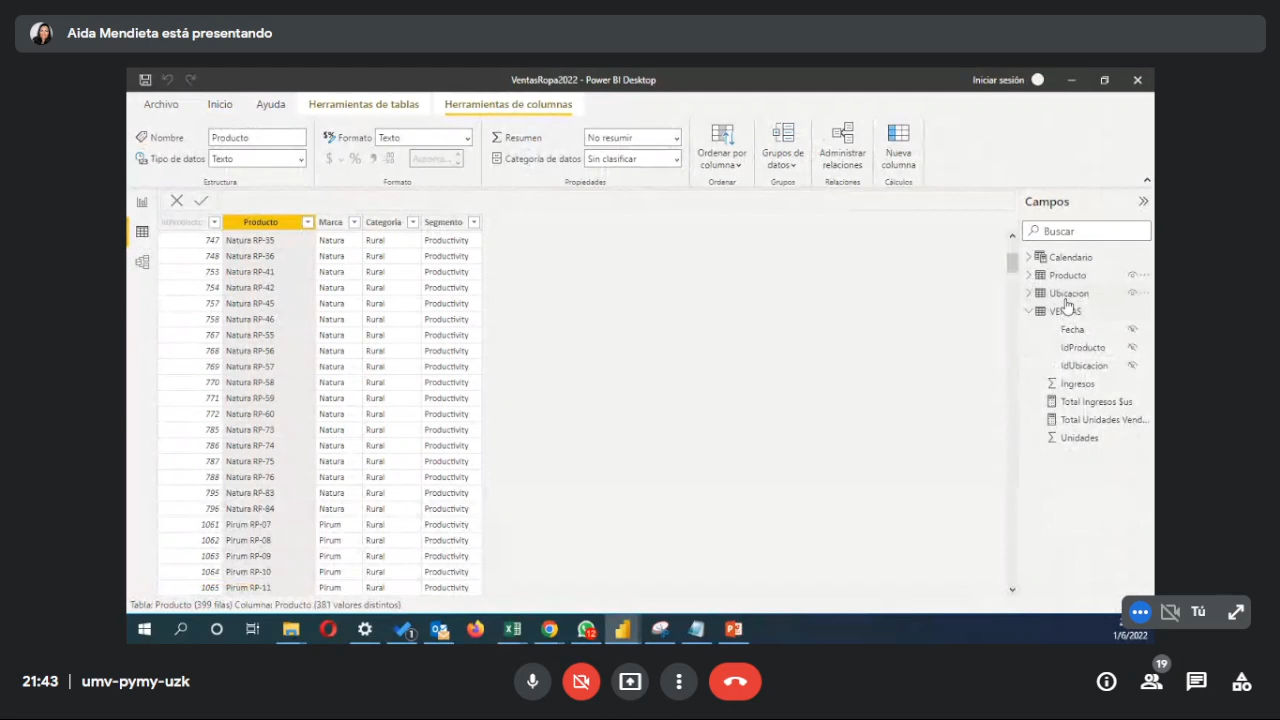 Aida Mendieta está presentando
VentasRopa2022 - Power BI Desktop
Iniciar sesión
Archivo Inicio Ayuda Herramientas de tablas Herramientas de columnas
Nombre Producto
Tipo de datos Texto
Estructura
Formato Texto
$ % 9 Automa...
Formato
Resumen No resumir
Categoría de datos Sin clasificar
Propiedades
Ordenar por columna
Ordenar
Grupos de datos
Grupos
Administrar relaciones
Relaciones
Nueva columna
Cálculos
IdProducto Producto Marca Categoría Segmento
747 Natura RP-35 Natura Rural Productivity
748 Natura RP-36 Natura Rural Productivity
753 Natura RP-41 Natura Rural Productivity
754 Natura RP-42 Natura Rural Productivity
757 Natura RP-45 Natura Rural Productivity
758 Natura RP-46 Natura Rural Productivity
767 Natura RP-55 Natura Rural Productivity
768 Natura RP-56 Natura Rural Productivity
769 Natura RP-57 Natura Rural Productivity
770 Natura RP-58 Natura Rural Productivity
771 Natura RP-59 Natura Rural Productivity
772 Natura RP-60 Natura Rural Productivity
785 Natura RP-73 Natura Rural Productivity
786 Natura RP-74 Natura Rural Productivity
787 Natura RP-75 Natura Rural Productivity
788 Natura RP-76 Natura Rural Productivity
795 Natura RP-83 Natura Rural Productivity
796 Natura RP-84 Natura Rural Productivity
1061 Pirum RP-07 Pirum Rural Productivity
1062 Pirum RP-08 Pirum Rural Productivity
1063 Pirum RP-09 Pirum Rural Productivity
1064 Pirum RP-10 Pirum Rural Productivity
1065 Pirum RP-11 Pirum Rural Productivity
Tabla: Producto (399 filas) Columna: Producto (381 valores distintos)
Campos
Buscar
Calendario
Producto
Ubicacion
VENTAS
Fecha
IdProducto
IdUbicacion
Ingresos
Total Ingresos $us
Total Unidades Vend...
Unidades
Tú
1
12
1/6/2022
21:43 | umv-pymy-uzk
19